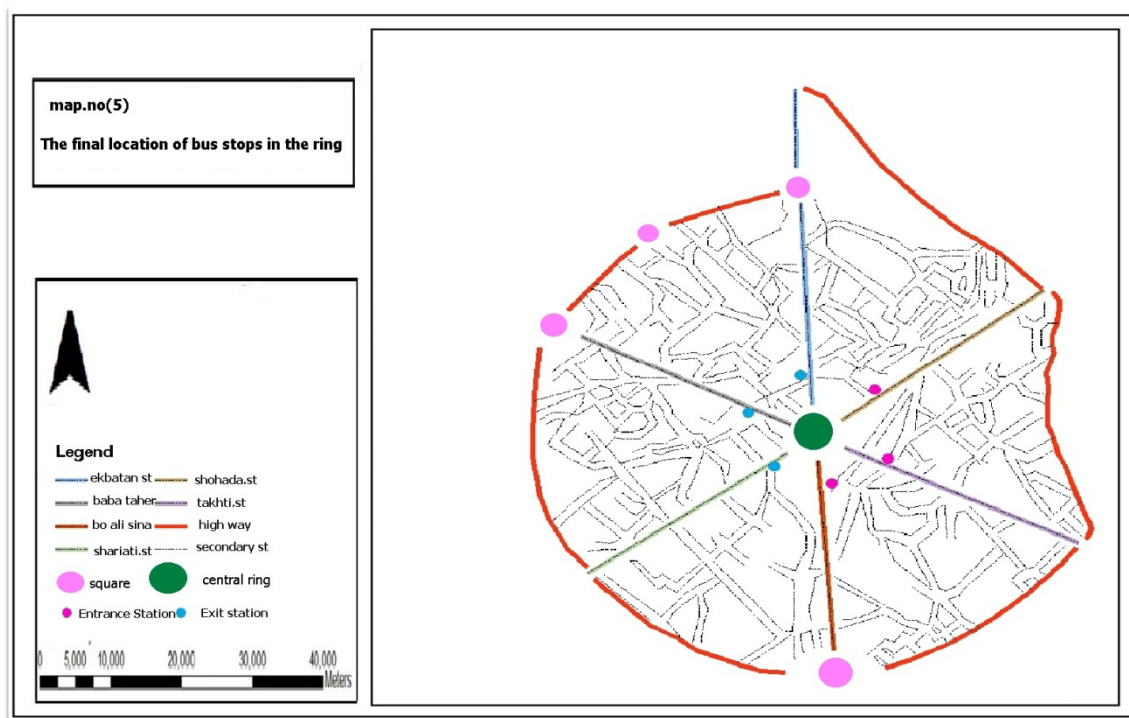 map.no(5)
The final location of bus stops in the ring
Legend
ekbatan st shohada.st
baba taher takhti.st
bo ali sina high way
shariati.st secondary st
square central ring
Entrance Station Exit station
0 5,000 10,000 20,000 30,000 40,000
Meters